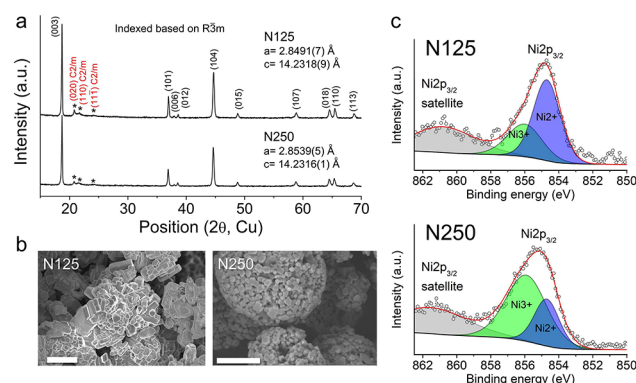 a
Indexed based on R3̅m
N125
a= 2.8491(7) Å
c= 14.2318(9) Å
(003)
(020) C2/m
(110) C2/m
(111̅) C2/m
* * *
(101)
(006)
(012)
(104)
(015)
(107)
(018)
(110)
(113)
N250
a= 2.8539(5) Å
c= 14.2316(1) Å
* * *
Intensity (a.u.)
20 30 40 50 60 70
Position (2θ, Cu)
b
N125
N250
c
N125
Ni2p3/2
Ni2p3/2
satellite
Ni3+
Ni2+
Intensity (a.u.)
862 860 858 856 854 852 850
Binding energy (eV)
N250
Ni2p3/2
Ni2p3/2
satellite
Ni3+
Ni2+
Intensity (a.u.)
862 860 858 856 854 852 850
Binding energy (eV)